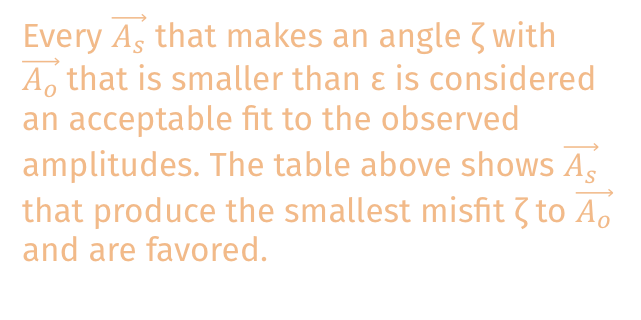 Every $\overrightarrow{A_s}$ that makes an angle ζ with
$\overrightarrow{A_o}$ that is smaller than ε is considered
an acceptable fit to the observed
amplitudes. The table above shows $\overrightarrow{A_s}$
that produce the smallest misfit ζ to $\overrightarrow{A_o}$
and are favored.